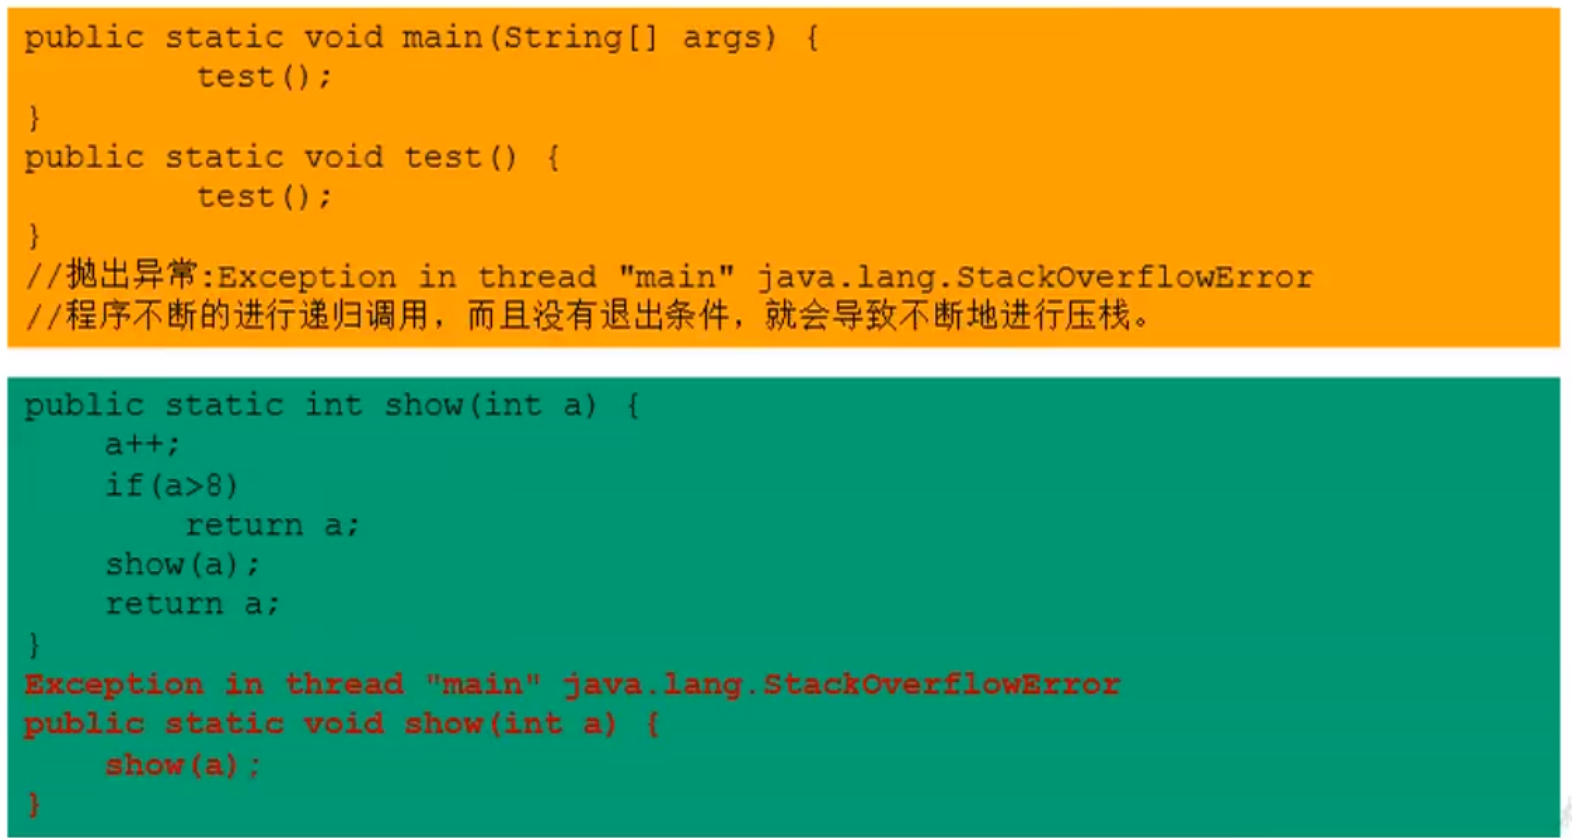 public static void main(String[] args) {
test();
}
public static void test() {
test();
}
//抛出异常:Exception in thread "main" java.lang.StackOverflowError
//程序不断的进行递归调用，而且没有退出条件，就会导致不断地进行压栈。
public static int show(int a) {
a++;
if(a>8)
return a;
show(a);
return a;
}
Exception in thread "main" java.lang.StackOverflowError
public static void show(int a) {
show(a);
}